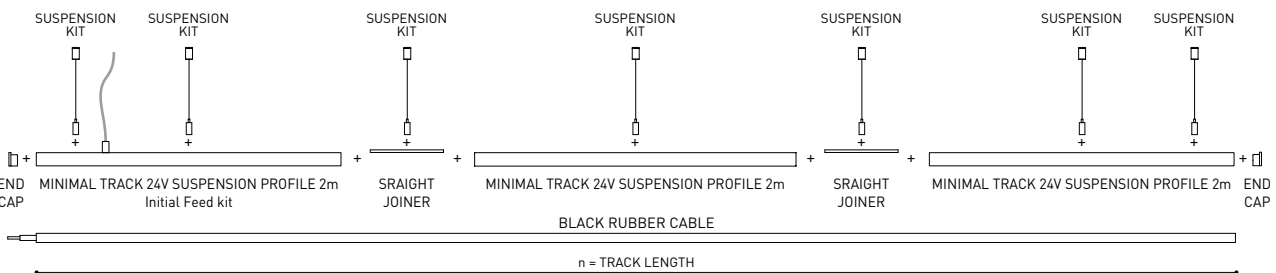 SUSPENSION
KIT
SUSPENSION
KIT
SUSPENSION
KIT
SUSPENSION
KIT
SUSPENSION
KIT
SUSPENSION
KIT
SUSPENSION
KIT
+ + + + + + +
+ + + + + +
END
CAP
MINIMAL TRACK 24V SUSPENSION PROFILE 2m
Initial Feed kit
SRAIGHT
JOINER
MINIMAL TRACK 24V SUSPENSION PROFILE 2m
SRAIGHT
JOINER
MINIMAL TRACK 24V SUSPENSION PROFILE 2m
END
CAP
BLACK RUBBER CABLE
n = TRACK LENGTH